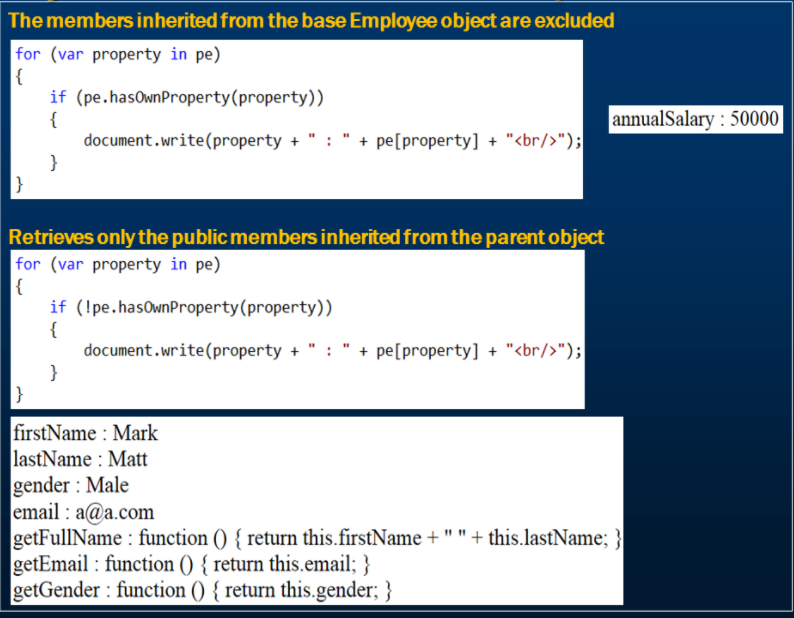 The members inherited from the base Employee object are excluded
for (var property in pe)
{
if (pe.hasOwnProperty(property))
{
document.write(property + " : " + pe[property] + "<br/>");
}
}
annualSalary : 50000
Retrieves only the public members inherited from the parent object
for (var property in pe)
{
if (!pe.hasOwnProperty(property))
{
document.write(property + " : " + pe[property] + "<br/>");
}
}
firstName : Mark
lastName : Matt
gender : Male
email : a@a.com
getFullName : function () { return this.firstName + " " + this.lastName; }
getEmail : function () { return this.email; }
getGender : function () { return this.gender; }